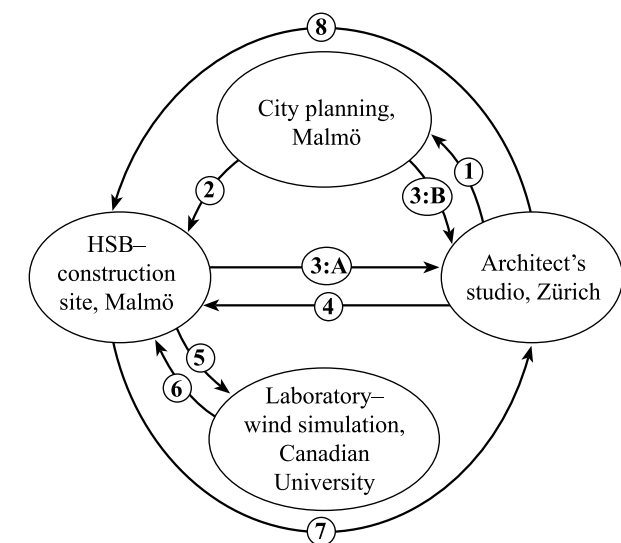 8
City planning,
Malmö
1
2
3:B
HSB–
construction
site, Malmö
3:A
Architect's
studio, Zürich
4
5
6
Laboratory–
wind simulation,
Canadian
University
7